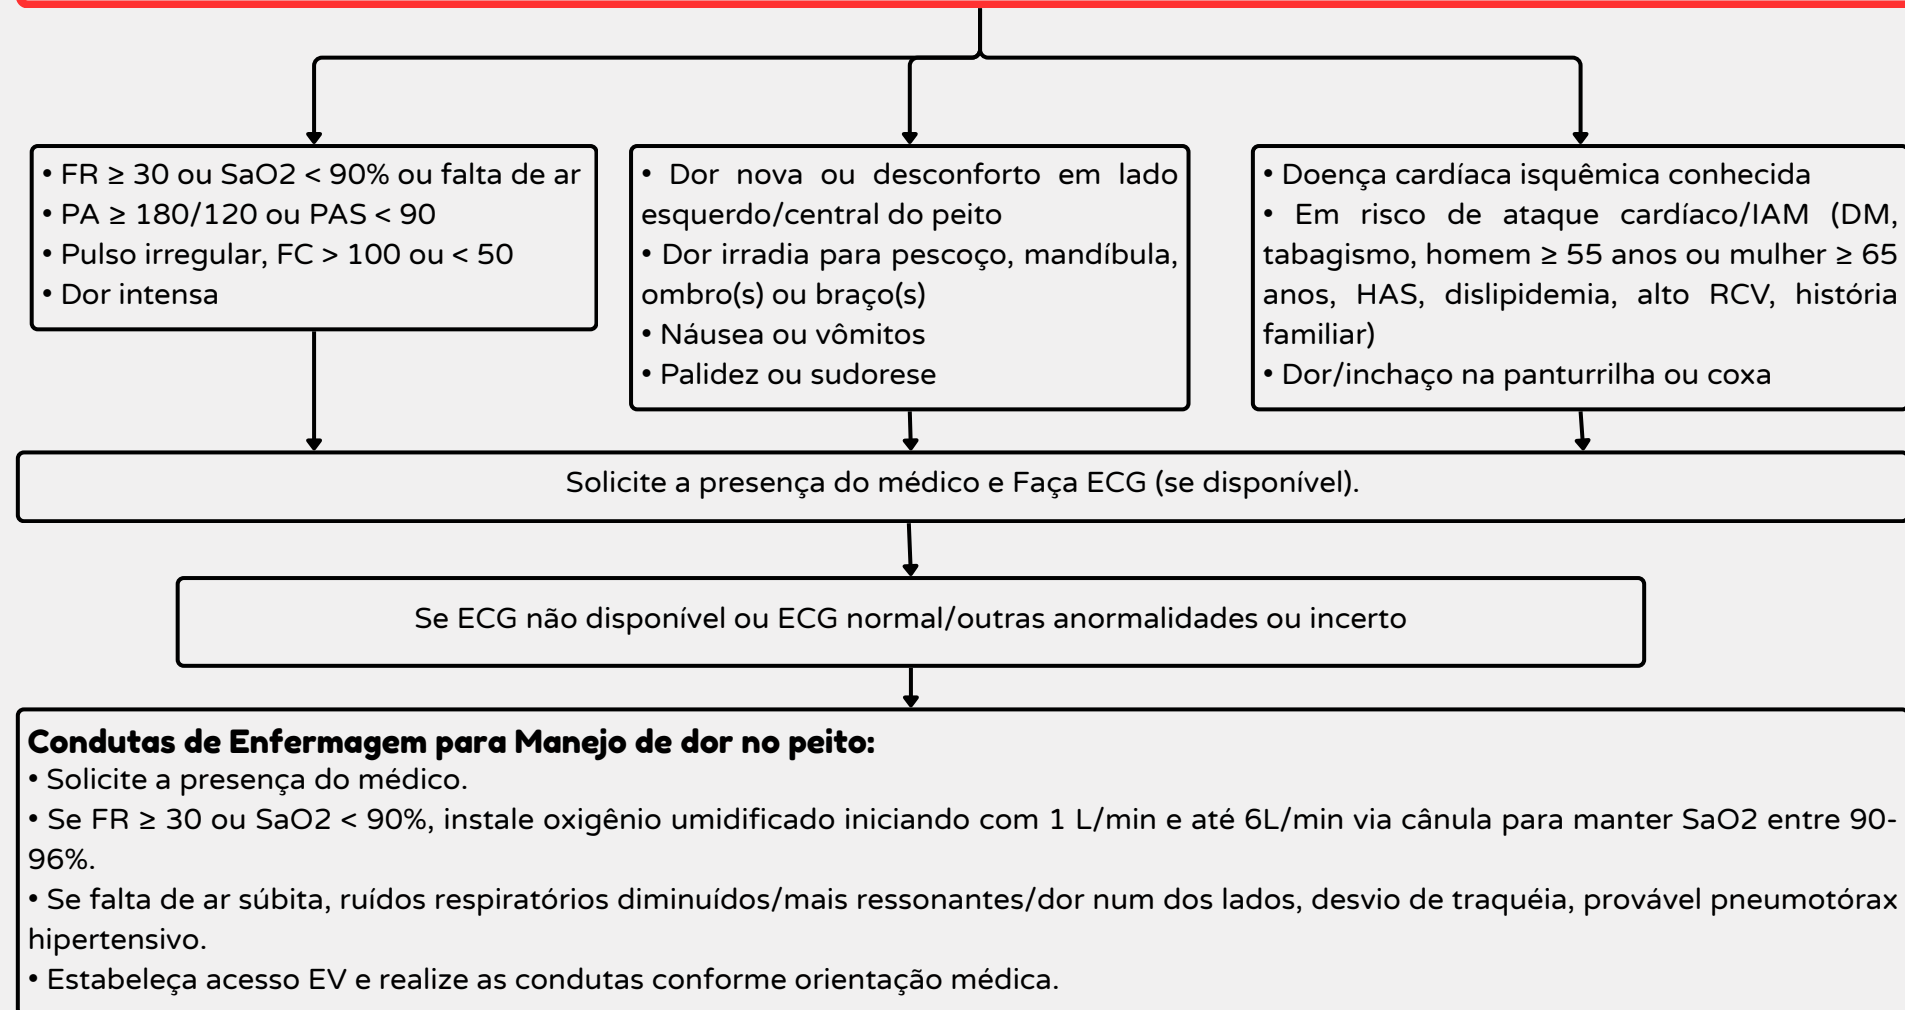 • FR ≥ 30 ou SaO2 < 90% ou falta de ar
• PA ≥ 180/120 ou PAS < 90
• Pulso irregular, FC > 100 ou < 50
• Dor intensa
• Dor nova ou desconforto em lado
esquerdo/central do peito
• Dor irradia para pescoço, mandíbula,
ombro(s) ou braço(s)
• Náusea ou vômitos
• Palidez ou sudorese
• Doença cardíaca isquêmica conhecida
• Em risco de ataque cardíaco/IAM (DM,
tabagismo, homem ≥ 55 anos ou mulher ≥ 65
anos, HAS, dislipidemia, alto RCV, história
familiar)
• Dor/inchaço na panturrilha ou coxa
Solicite a presença do médico e Faça ECG (se disponível).
Se ECG não disponível ou ECG normal/outras anormalidades ou incerto
Condutas de Enfermagem para Manejo de dor no peito:
• Solicite a presença do médico.
• Se FR ≥ 30 ou SaO2 < 90%, instale oxigênio umidificado iniciando com 1 L/min e até 6L/min via cânula para manter SaO2 entre 90-
96%.
• Se falta de ar súbita, ruídos respiratórios diminuídos/mais ressonantes/dor num dos lados, desvio de traquéia, provável pneumotórax
hipertensivo.
• Estabeleça acesso EV e realize as condutas conforme orientação médica.